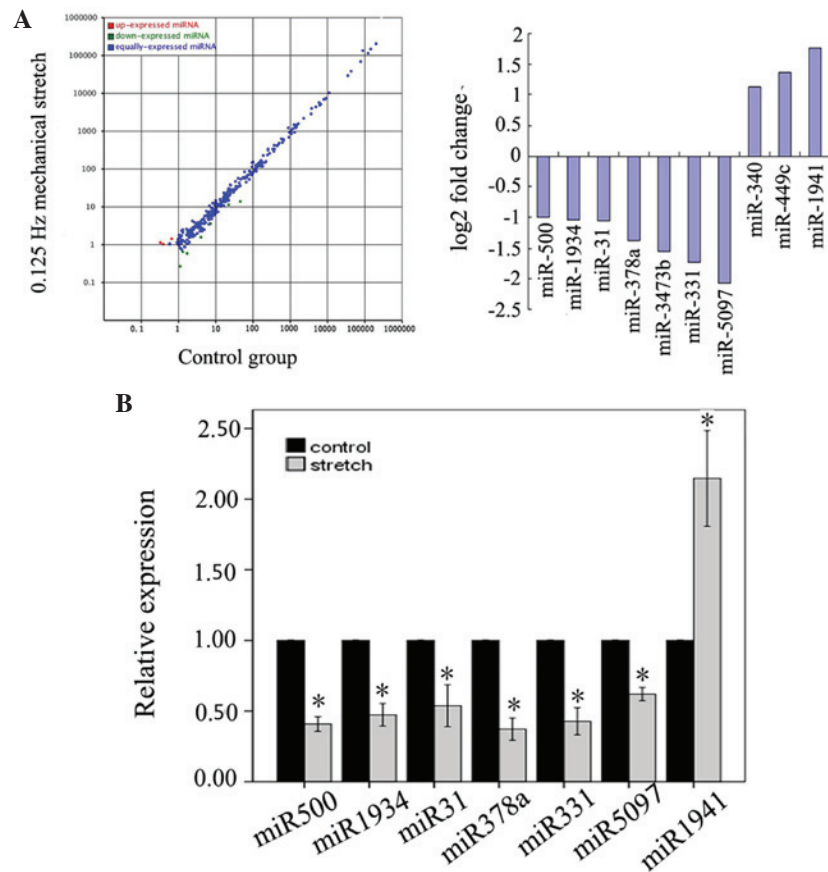 A
up-expressed miRNA
down-expressed miRNA
equally-expressed miRNA
1000000
100000
10000
1000
100
10
1
0.1
0.1 1 10 100 1000 10000 100000 1000000
0.125 Hz mechanical stretch
Control group
log2 fold change
2
1.5
1
0.5
0
-0.5
-1
-1.5
-2
-2.5
miR-500
miR-1934
miR-31
miR-378a
miR-3473b
miR-331
miR-5097
miR-340
miR-449c
miR-1941
B
control
stretch
Relative expression
2.50
2.00
1.50
1.00
0.50
0.00
* * * * * * *
miR500
miR1934
miR31
miR378a
miR331
miR5097
miR1941